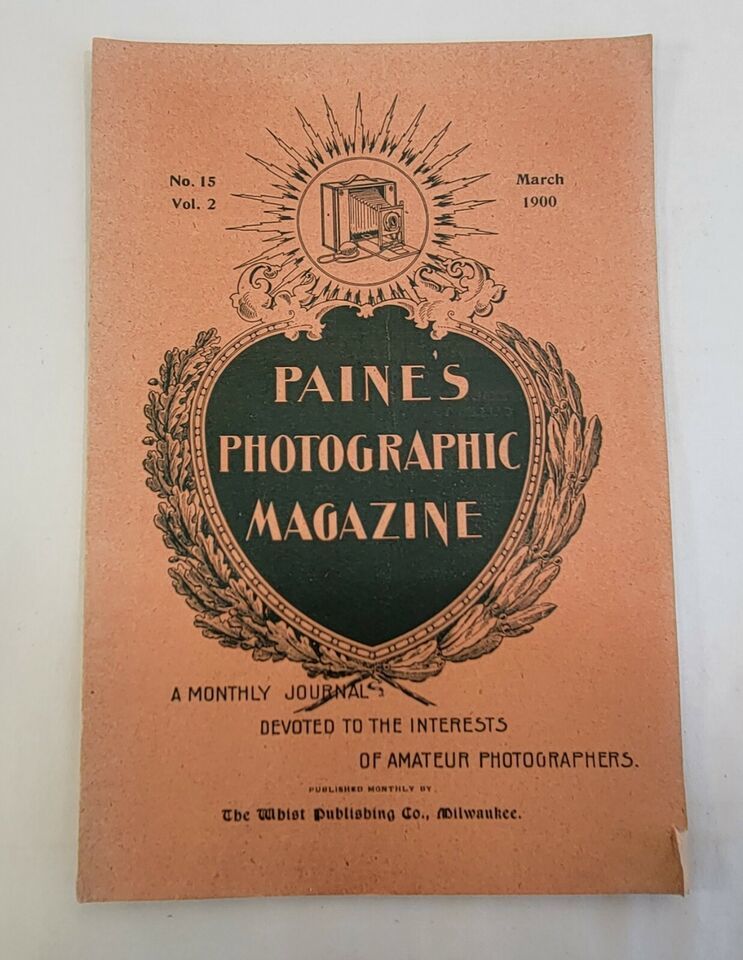 No. 15
Vol. 2
March
1900
PAINE'S
PHOTOGRAPHIC
MAGAZINE
A MONTHLY JOURNAL
DEVOTED TO THE INTERESTS
OF AMATEUR PHOTOGRAPHERS.
PUBLISHED MONTHLY BY
The Whist Publishing Co., Milwaukee.